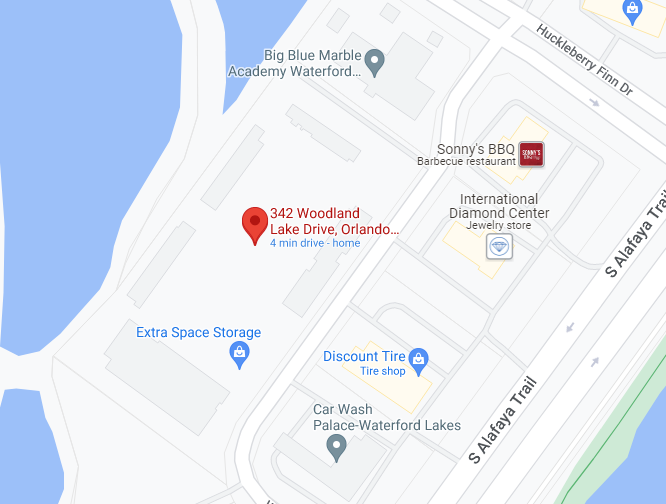 Huckleberry Finn Dr
Big Blue Marble
Academy Waterford...
Sonny's BBQ
Barbecue restaurant
SONNY'S
BBQ
International
Diamond Center
Jewelry store
S Alafaya Trail
342 Woodland
Lake Drive, Orlando...
4 min drive - home
Extra Space Storage
Discount Tire
Tire shop
S Alafaya Trail
Car Wash
Palace-Waterford Lakes